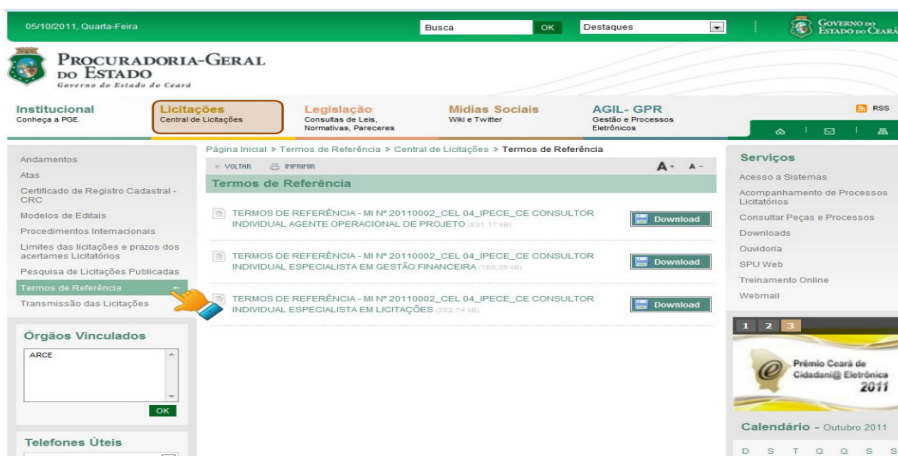 05/10/2011, Quarta-Feira
Busca
OK
Destaques
GOVERNO DO
ESTADO DO CEARÁ
PROCURADORIA-GERAL
DO ESTADO
Governo do Estado do Ceará
Institucional
Conheça a PGE.
Licitações
Central de Licitações
Legislação
Consultas de Leis,
Normativas, Pareceres
Mídias Sociais
Wiki e Twitter
AGIL- GPR
Gestão e Processos
Eletrônicos
RSS
Andamentos
Atas
Certificado de Registro Cadastral -
CRC
Modelos de Editais
Procedimentos Internacionais
Limites das licitações e prazos dos
acertames Licitatórios
Pesquisa de Licitações Publicadas
Termos de Referência
Transmissão das Licitações
Órgãos Vinculados
ARCE
OK
Telefones Úteis
Página Inicial > Termos de Referência > Central de Licitações > Termos de Referência
VOLTAR IMPRIMIR A+ A-
Termos de Referência
TERMOS DE REFERÊNCIA - MI Nº 20110002_CEL 04_IPECE_CE CONSULTOR
INDIVIDUAL AGENTE OPERACIONAL DE PROJETO
Download
TERMOS DE REFERÊNCIA - MI Nº 20110002_CEL 04_IPECE_CE CONSULTOR
INDIVIDUAL ESPECIALISTA EM GESTÃO FINANCEIRA
Download
TERMOS DE REFERÊNCIA - MI Nº 20110002_CEL 04_IPECE_CE CONSULTOR
INDIVIDUAL ESPECIALISTA EM LICITAÇÕES
Download
Serviços
Acesso a Sistemas
Acompanhamento de Processos
Licitatórios
Consultar Peças e Processos
Downloads
Ouvidoria
SPU Web
Treinamento Online
Webmail
1 2 3
Prêmio Ceará de
Cidadani@ Eletrônica
2011
Calendário - Outubro 2011
D S T Q Q S S